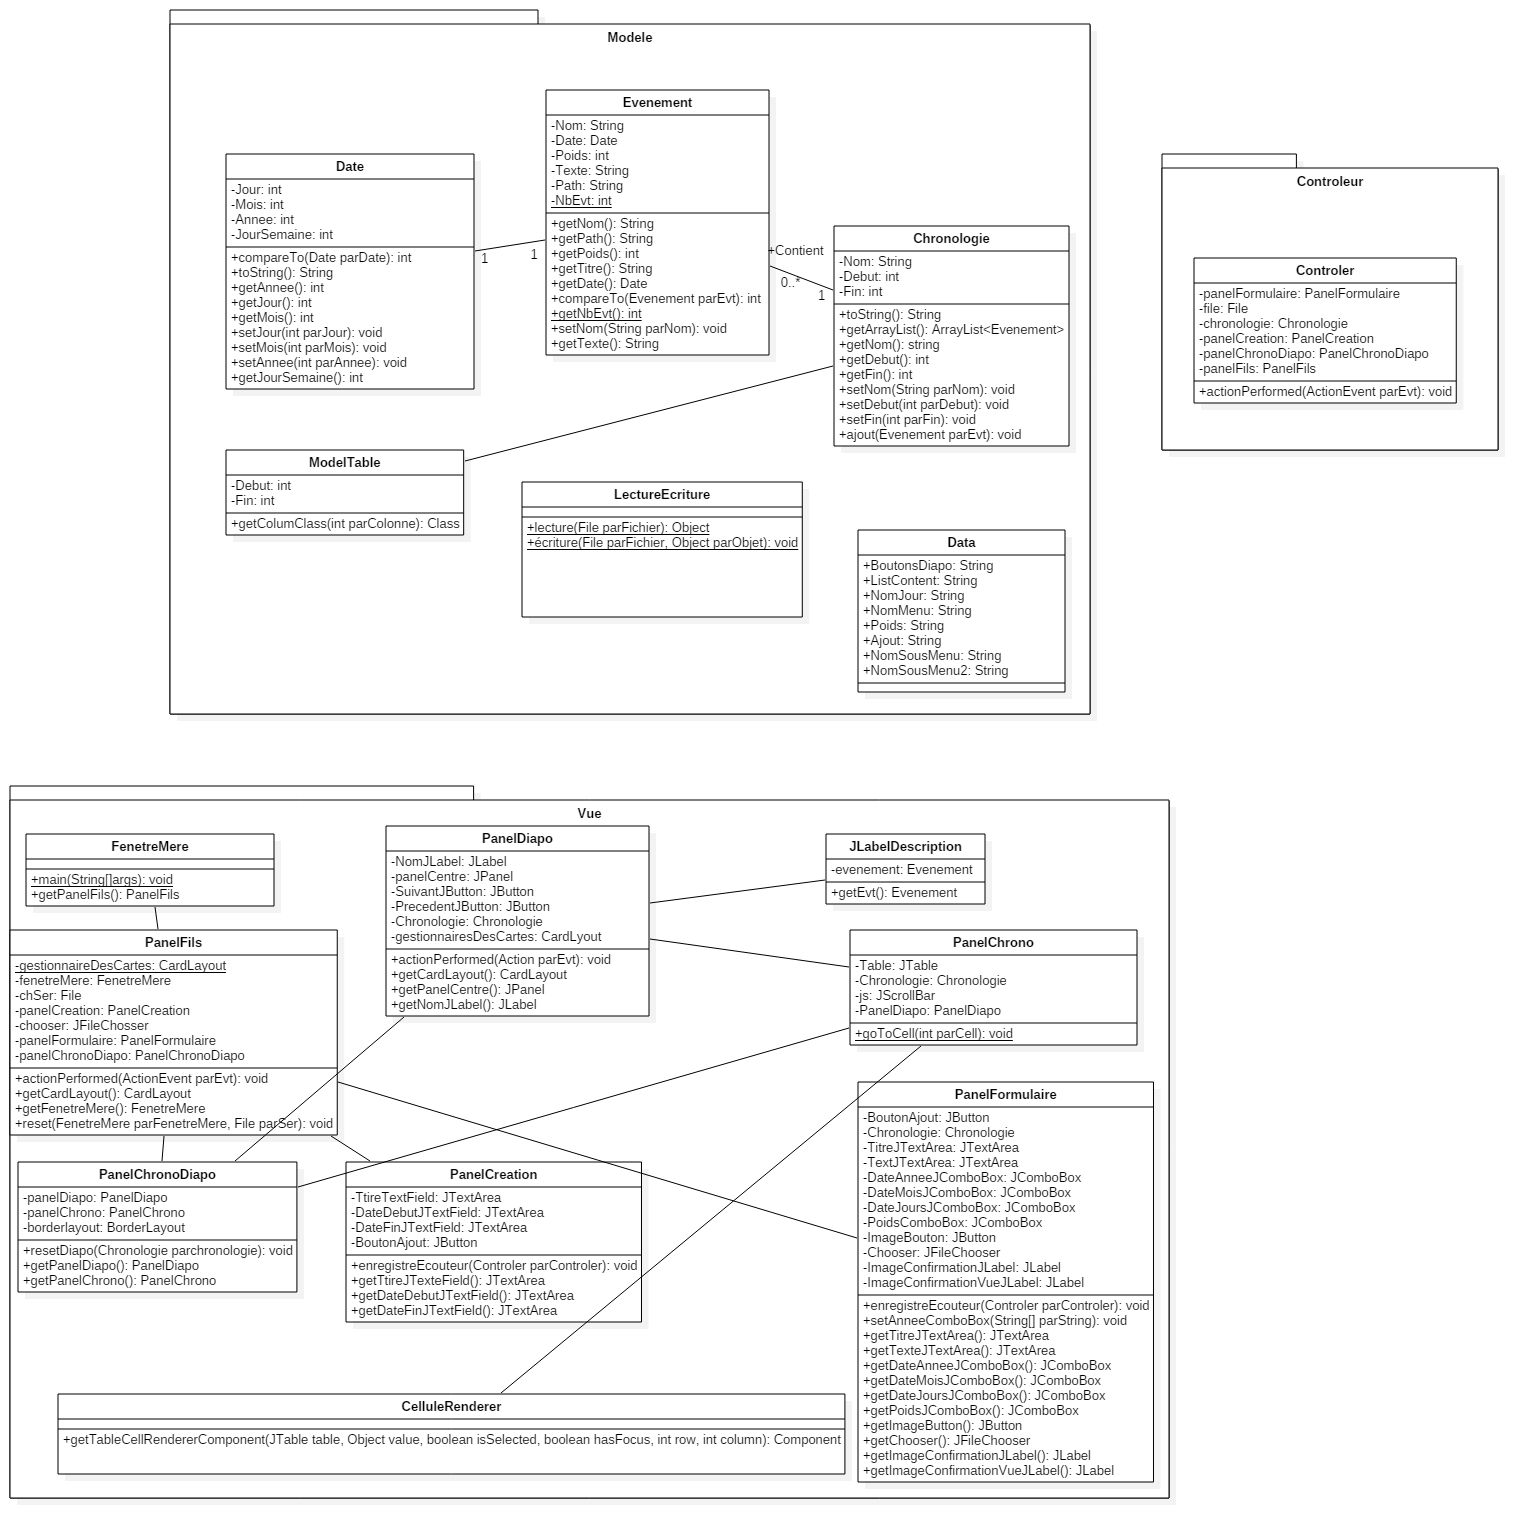 Modele
Evenement
-Nom: String
-Date: Date
-Poids: int
-Texte: String
-Path: String
-NbEvt: int
+getNom(): String
+getPath(): String
+getPoids(): int
+getTitre(): String
+getDate(): Date
+compareTo(Evenement parEvt): int
+getNbEvt(): int
+setNom(String parNom): void
+getTexte(): String
Date
-Jour: int
-Mois: int
-Annee: int
-JourSemaine: int
+compareTo(Date parDate): int
+toString(): String
+getAnnee(): int
+getJour(): int
+getMois(): int
+setJour(int parJour): void
+setMois(int parMois): void
+setAnnee(int parAnnee): void
+getJourSemaine(): int
1
1
+Contient
0..*
1
Chronologie
-Nom: String
-Debut: int
-Fin: int
+toString(): String
+getArrayList(): ArrayList<Evenement>
+getNom(): string
+getDebut(): int
+getFin(): int
+setNom(String parNom): void
+setDebut(int parDebut): void
+setFin(int parFin): void
+ajout(Evenement parEvt): void
ModelTable
-Debut: int
-Fin: int
+getColumClass(int parColonne): Class
LectureEcriture
+lecture(File parFichier): Object
+écriture(File parFichier, Object parObjet): void
Data
+BoutonsDiapo: String
+ListContent: String
+NomJour: String
+NomMenu: String
+Poids: String
+Ajout: String
+NomSousMenu: String
+NomSousMenu2: String
Controleur
Controler
-panelFormulaire: PanelFormulaire
-file: File
-chronologie: Chronologie
-panelCreation: PanelCreation
-panelChronoDiapo: PanelChronoDiapo
-panelFils: PanelFils
+actionPerformed(ActionEvent parEvt): void
Vue
FenetreMere
+main(String[]args): void
+getPanelFils(): PanelFils
PanelDiapo
-NomJLabel: JLabel
-panelCentre: JPanel
-SuivantJButton: JButton
-PrecedentJButton: JButton
-Chronologie: Chronologie
-gestionnairesDesCartes: CardLyout
+actionPerformed(Action parEvt): void
+getCardLayout(): CardLayout
+getPanelCentre(): JPanel
+getNomJLabel(): JLabel
JLabelDescription
-evenement: Evenement
+getEvt(): Evenement
PanelFils
-gestionnaireDesCartes: CardLayout
-fenetreMere: FenetreMere
-chSer: File
-panelCreation: PanelCreation
-chooser: JFileChosser
-panelFormulaire: PanelFormulaire
-panelChronoDiapo: PanelChronoDiapo
+actionPerformed(ActionEvent parEvt): void
+getCardLayout(): CardLayout
+getFenetreMere(): FenetreMere
+reset(FenetreMere parFenetreMere, File parSer): void
PanelChrono
-Table: JTable
-Chronologie: Chronologie
-js: JScrollBar
-PanelDiapo: PanelDiapo
+goToCell(int parCell): void
PanelChronoDiapo
-panelDiapo: PanelDiapo
-panelChrono: PanelChrono
-borderlayout: BorderLayout
+resetDiapo(Chronologie parchronologie): void
+getPanelDiapo(): PanelDiapo
+getPanelChrono(): PanelChrono
PanelCreation
-TtireTextField: JTextArea
-DateDebutJTextField: JTextArea
-DateFinJTextField: JTextArea
-BoutonAjout: JButton
+enregistreEcouteur(Controler parControler): void
+getTtireJTexteField(): JTextArea
+getDateDebutJTextField(): JTextArea
+getDateFinJTextField(): JTextArea
PanelFormulaire
-BoutonAjout: JButton
-Chronologie: Chronologie
-TitreJTextArea: JTextArea
-TextJTextArea: JTextArea
-DateAnneeJComboBox: JComboBox
-DateMoisJComboBox: JComboBox
-DateJoursJComboBox: JComboBox
-PoidsComboBox: JComboBox
-ImageBouton: JButton
-Chooser: JFileChooser
-ImageConfirmationJLabel: JLabel
-ImageConfirmationVueJLabel: JLabel
+enregistreEcouteur(Controler parControler): void
+setAnneeComboBox(String[] parString): void
+getTitreJTextArea(): JTextArea
+getTexteJTextArea(): JTextArea
+getDateAnneeJComboBox(): JComboBox
+getDateMoisJComboBox(): JComboBox
+getDateJoursJComboBox(): JComboBox
+getPoidsJComboBox(): JComboBox
+getImageButton(): JButton
+getChooser(): JFileChooser
+getImageConfirmationJLabel(): JLabel
+getImageConfirmationVueJLabel(): JLabel
CelluleRenderer
+getTableCellRendererComponent(JTable table, Object value, boolean isSelected, boolean hasFocus, int row, int column): Component